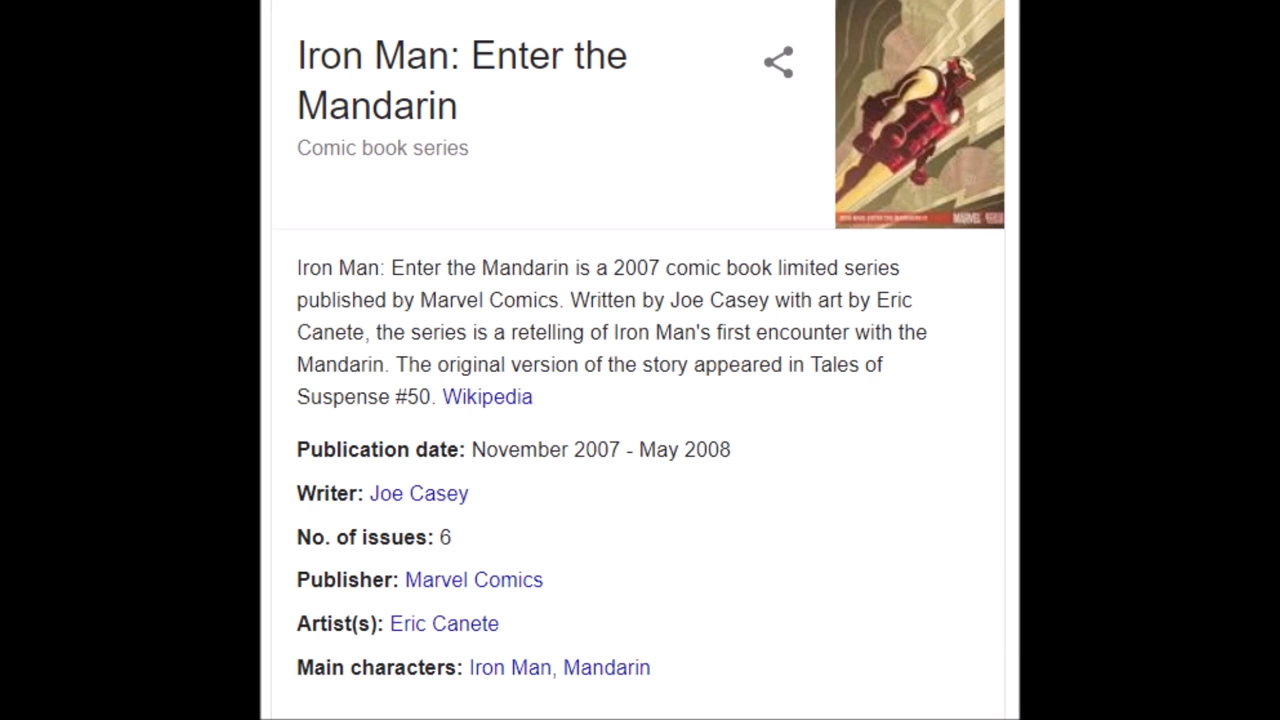 Iron Man: Enter the
Mandarin
Comic book series
MARVEL
Iron Man: Enter the Mandarin is a 2007 comic book limited series
published by Marvel Comics. Written by Joe Casey with art by Eric
Canete, the series is a retelling of Iron Man's first encounter with the
Mandarin. The original version of the story appeared in Tales of
Suspense #50. Wikipedia
Publication date: November 2007 - May 2008
Writer: Joe Casey
No. of issues: 6
Publisher: Marvel Comics
Artist(s): Eric Canete
Main characters: Iron Man, Mandarin